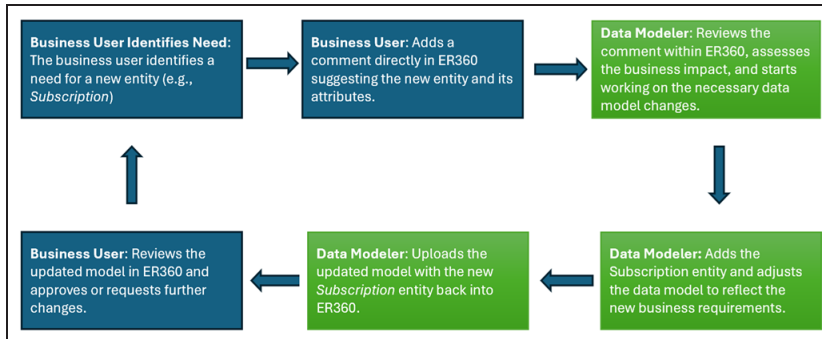 Business User Identifies Need:
The business user identifies a
need for a new entity (e.g.,
Subscription)
Business User: Adds a
comment directly in ER360
suggesting the new entity and its
attributes.
Data Modeler: Reviews the
comment within ER360, assesses
the business impact, and starts
working on the necessary data
model changes.
Data Modeler: Adds the
Subscription entity and adjusts
the data model to reflect the
new business requirements.
Data Modeler: Uploads the
updated model with the new
Subscription entity back into
ER360.
Business User: Reviews the
updated model in ER360 and
approves or requests further
changes.